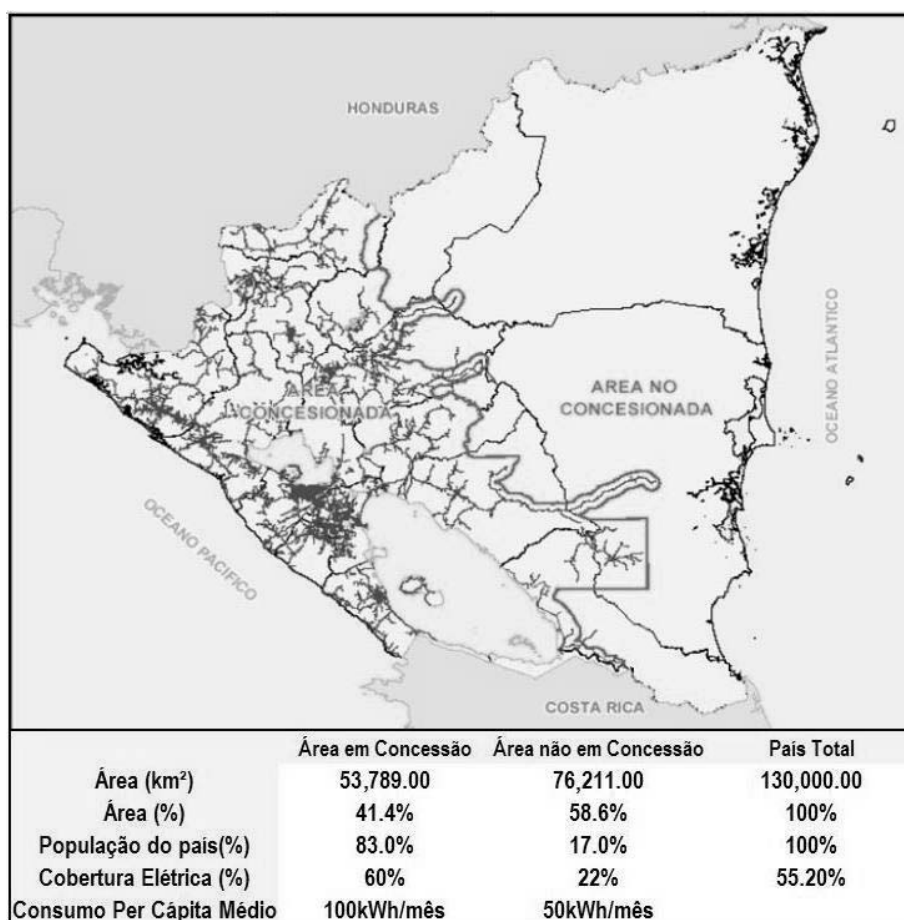 HONDURAS
AREA
CONCESIONADA
AREA NO
CONCESIONADA
OCEANO ATLANTICO
OCEANO PACÍFICO
COSTA RICA
Área em Concessão Área não em Concessão País Total
Área (km²) 53,789.00 76,211.00 130,000.00
Área (%) 41.4% 58.6% 100%
População do país(%) 83.0% 17.0% 100%
Cobertura Elétrica (%) 60% 22% 55.20%
Consumo Per Cápita Médio 100kWh/mês 50kWh/mês